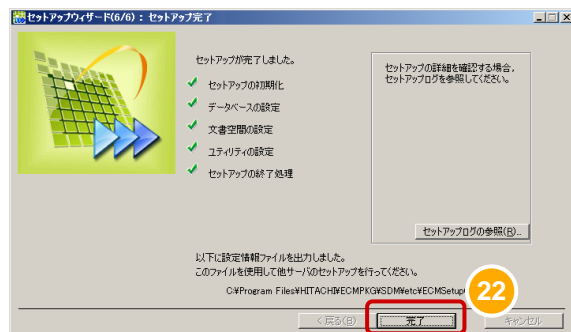 セットアップウィザード(6/6) : セットアップ完了
セットアップが完了しました。
セットアップの初期化
データベースの設定
文書空間の設定
ユティリティの設定
セットアップの終了処理
セットアップの詳細を確認する場合,
セットアップログを参照してください。
セットアップログの参照(R)...
以下に設定情報ファイルを出力しました。
このファイルを使用して他サーバのセットアップを行ってください。
C:¥Program Files¥HITACHI¥ECMPKG¥SDM¥etc¥ECMSetup
22
< 戻る(B)
完了
キャンセル